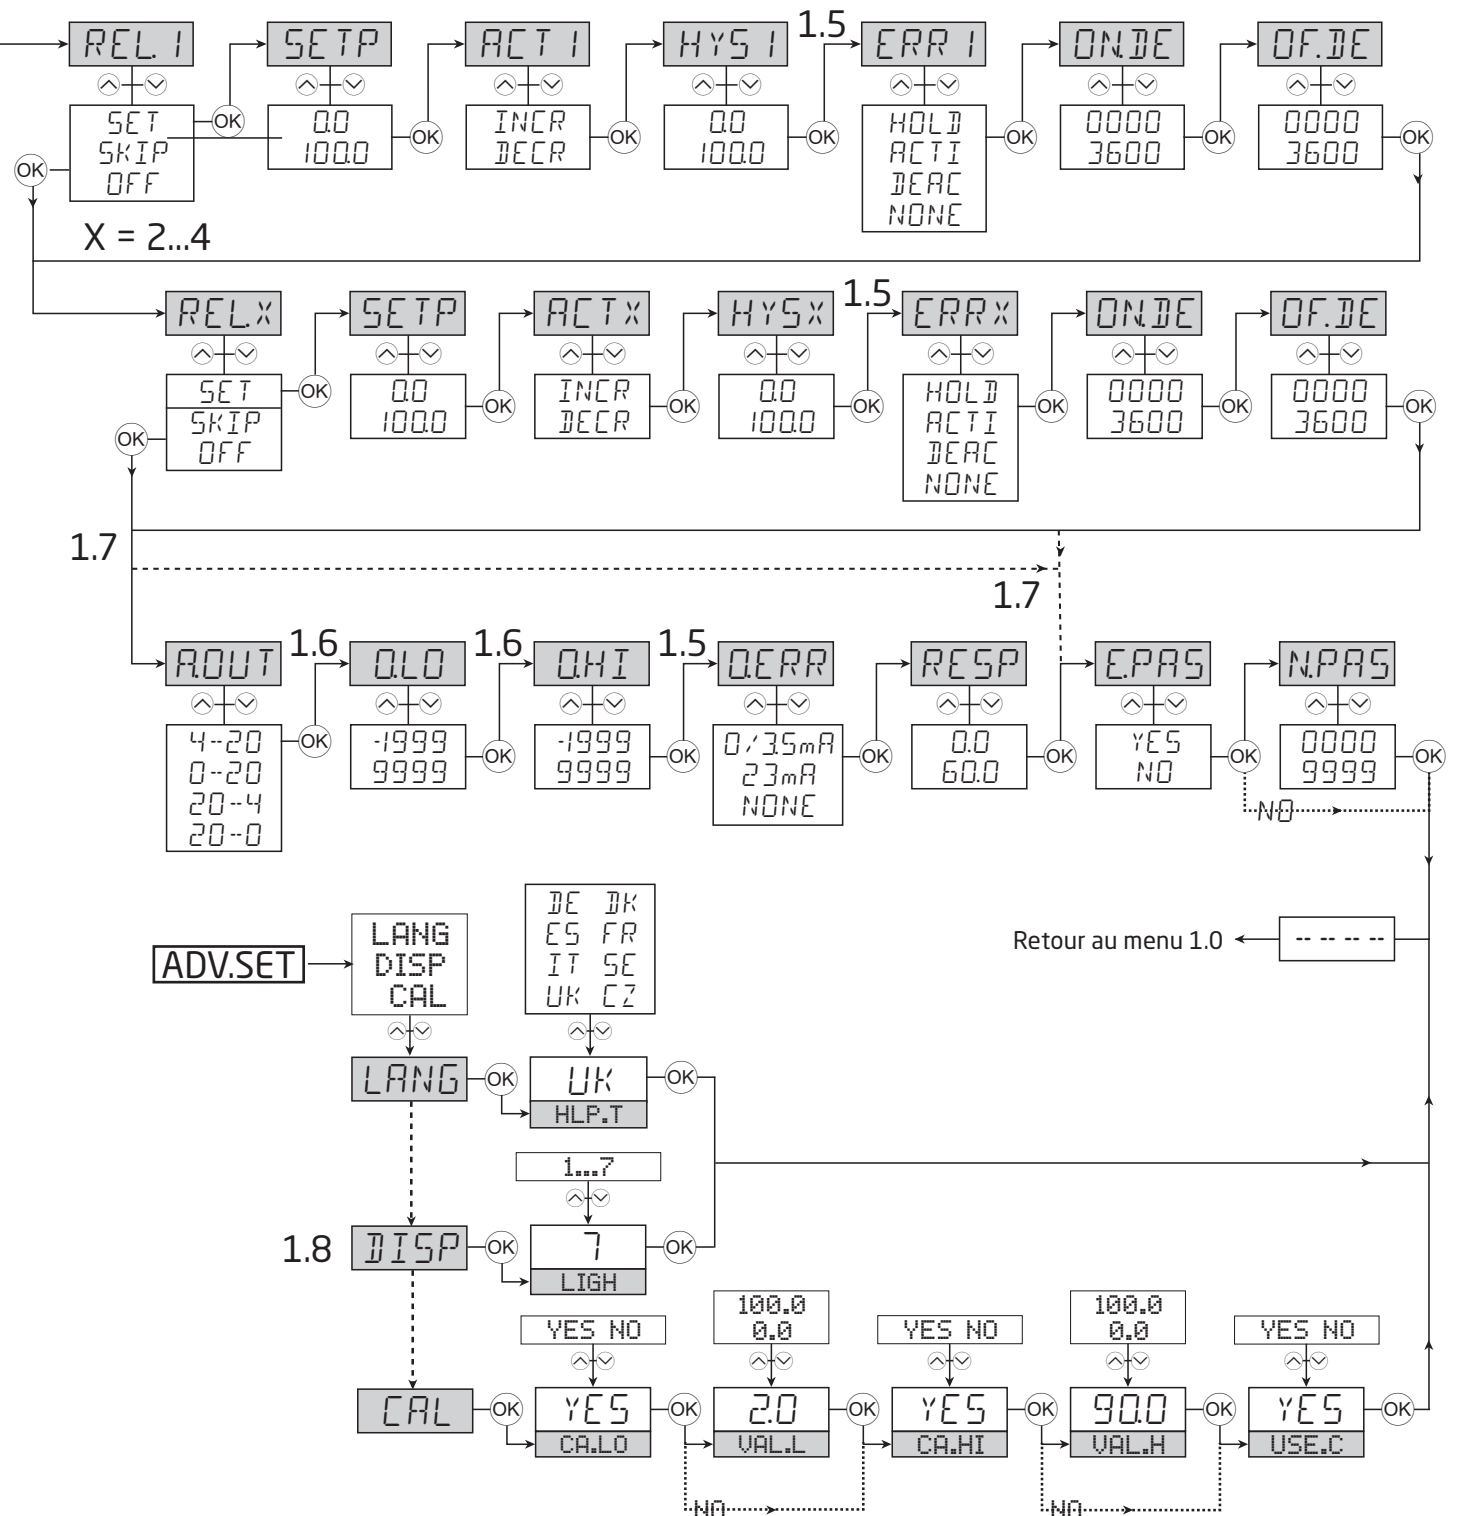 1.5
REL.1 SETP ACT1 HYS1 ERR1 ON.DE OF.DE
SET
SKIP
OFF
OK
OK
0.0
100.0
OK
INCR
DECR
OK
0.0
100.0
OK
HOLD
ACTI
DEAC
NONE
OK
0000
3600
OK
0000
3600
OK
X = 2...4
1.5
REL.X SETP ACTX HYSX ERRX ON.DE OF.DE
SET
SKIP
OFF
OK
OK
0.0
100.0
OK
INCR
DECR
OK
0.0
100.0
OK
HOLD
ACTI
DEAC
NONE
OK
0000
3600
OK
0000
3600
OK
1.7
1.7
1.6 1.6 1.5
A.OUT O.LO O.HI O.ERR RESP E.PAS N.PAS
4--20
0--20
20--4
20--0
OK
-1999
9999
OK
-1999
9999
OK
0/3.5mA
23mA
NONE
OK
0.0
60.0
OK
YES
NO
OK
0000
9999
OK
NO
DE DK
ES FR
IT SE
UK CZ
ADV.SET
LANG
DISP
CAL
Retour au menu 1.0
-- -- -- --
LANG
OK
UK
HLP.T
OK
1...7
1.8
DISP
OK
7
LIGH
OK
YES NO
100.0
0.0
YES NO
100.0
0.0
YES NO
CAL
OK
YES
CA.LO
OK
2.0
VAL.L
OK
YES
CA.HI
OK
90.0
VAL.H
OK
YES
USE.C
OK
NO
NO